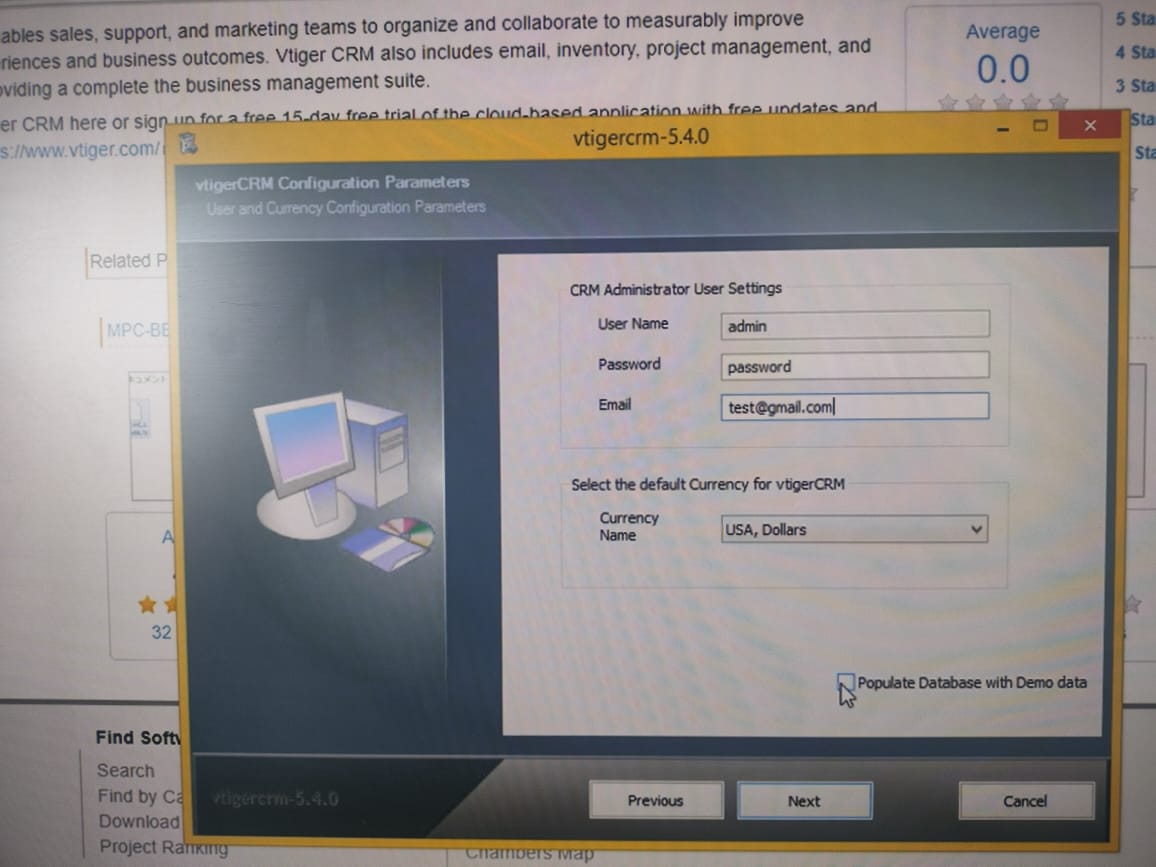 ables sales, support, and marketing teams to organize and collaborate to measurably improve
riences and business outcomes. Vtiger CRM also includes email, inventory, project management, and
oviding a complete the business management suite.
er CRM here or sign up for a free 15-day free trial of the cloud-based application with free updates and
s://www.vtiger.com/
Average
0.0
5 Sta
4 Sta
3 Sta
Sta
Sta
vtigercrm-5.4.0
vtigerCRM Configuration Parameters
User and Currency Configuration Parameters
Related P
MPC-BE
CRM Administrator User Settings
User Name
admin
Password
password
Email
test@gmail.com
Select the default Currency for vtigerCRM
Currency
Name
USA, Dollars
A
32
Populate Database with Demo data
Find Softw
Search
Find by Ca
Download
Project Ranking
vtigercrm-5.4.0
Previous
Next
Cancel
Chambers Map